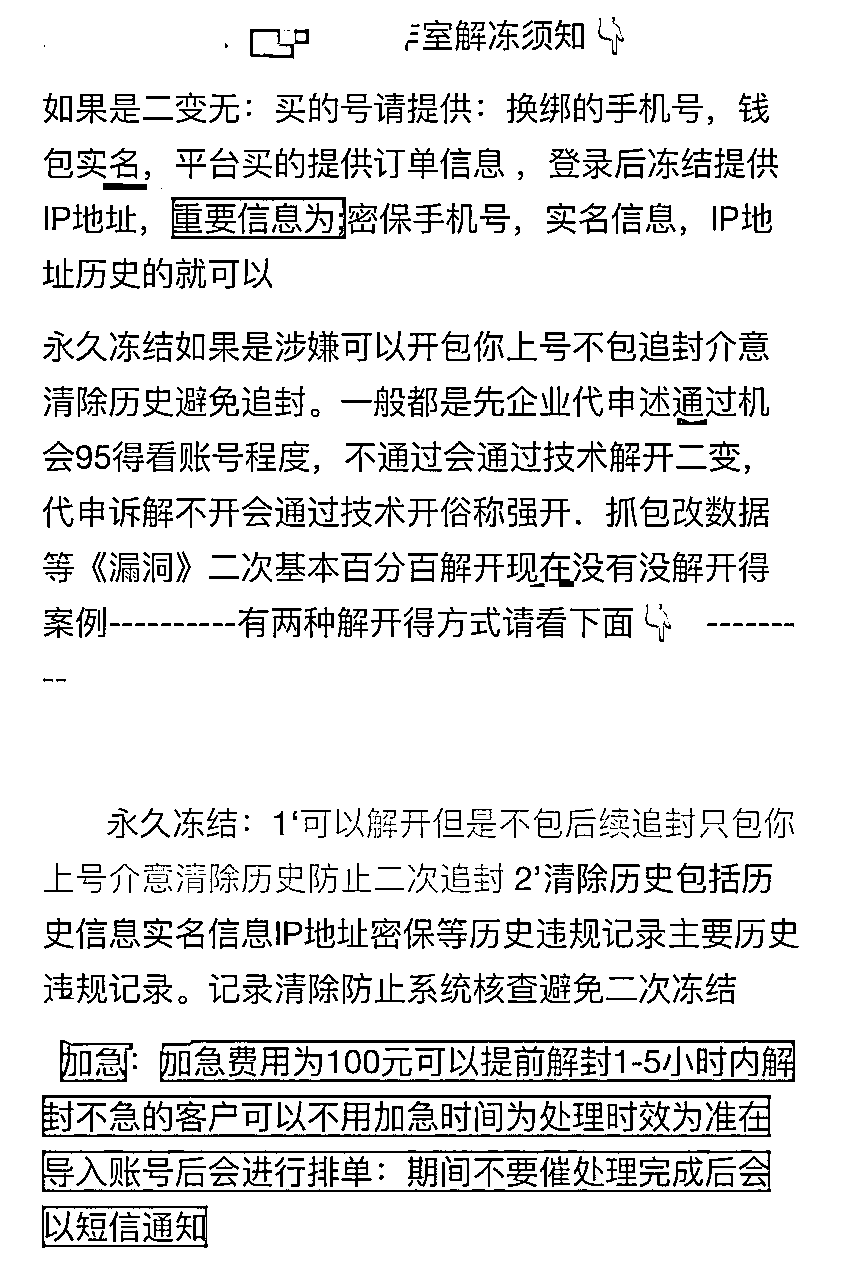 室解冻须知👇
如果是二变无：买的号请提供：换绑的手机号，钱
包实名，平台买的提供订单信息，登录后冻结提供
IP地址，重要信息为;密保手机号，实名信息，IP地
址历史的就可以
永久冻结如果是涉嫌可以开包你上号不包追封介意
清除历史避免追封。一般都是先企业代申述通过机
会95得看账号程度，不通过会通过技术解开二变，
代申诉解不开会通过技术开俗称强开．抓包改数据
等《漏洞》二次基本百分百解开现在没有没解开得
案例----------有两种解开得方式请看下面👇 -------
--
永久冻结：1‘可以解开但是不包后续追封只包你
上号介意清除历史防止二次追封 2’清除历史包括历
史信息实名信息IP地址密保等历史违规记录主要历史
违规记录。记录清除防止系统核查避免二次冻结
加急：加急费用为100元可以提前解封1-5小时内解
封不急的客户可以不用加急时间为处理时效为准在
导入账号后会进行排单：期间不要催处理完成后会
以短信通知